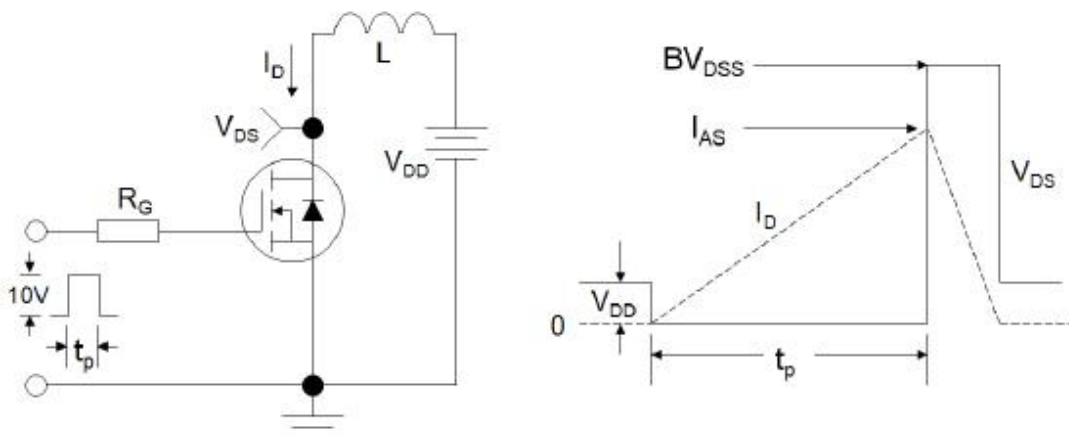 L
I_D
V_DS
V_DD
R_G
10V
t_p
BV_DSS
I_AS
V_DS
I_D
V_DD
0
t_p